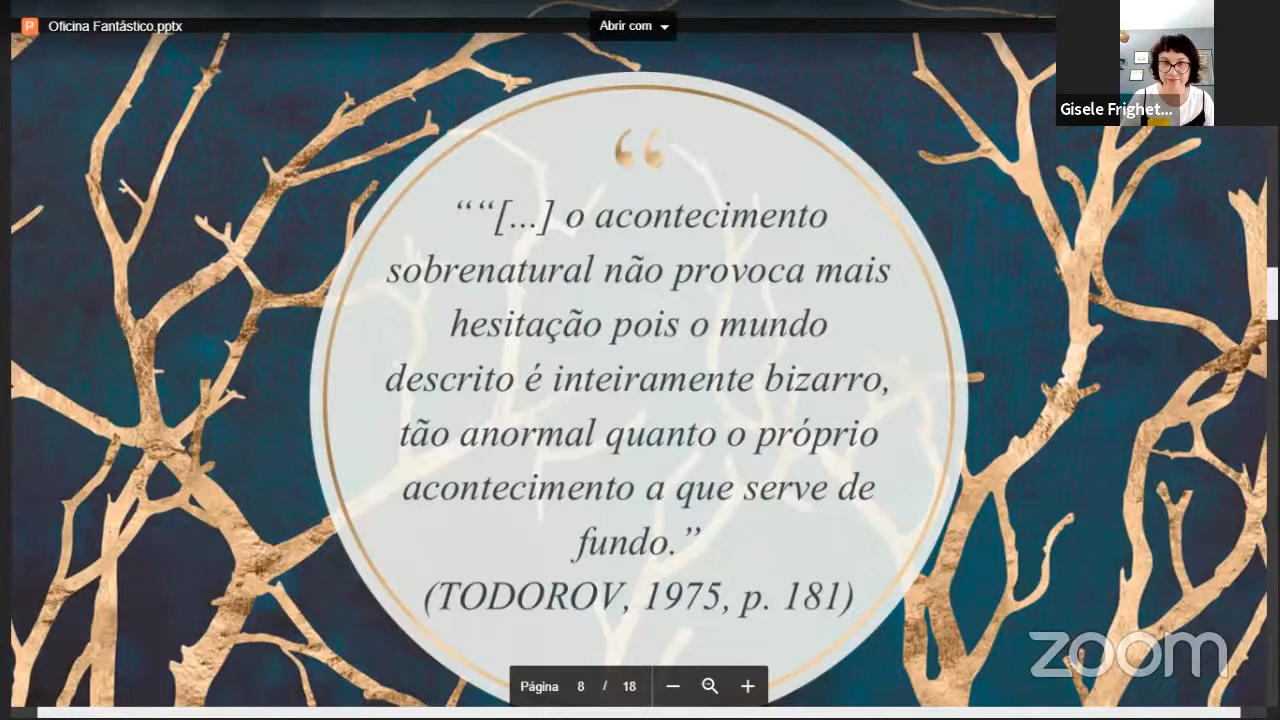 P Oficina Fantástico.pptx
Abrir com
Gisele Frighet...
““[...] o acontecimento
sobrenatural não provoca mais
hesitação pois o mundo
descrito é inteiramente bizarro,
tão anormal quanto o próprio
acontecimento a que serve de
fundo.”
(TODOROV, 1975, p. 181)
zoom
Página 8 / 18